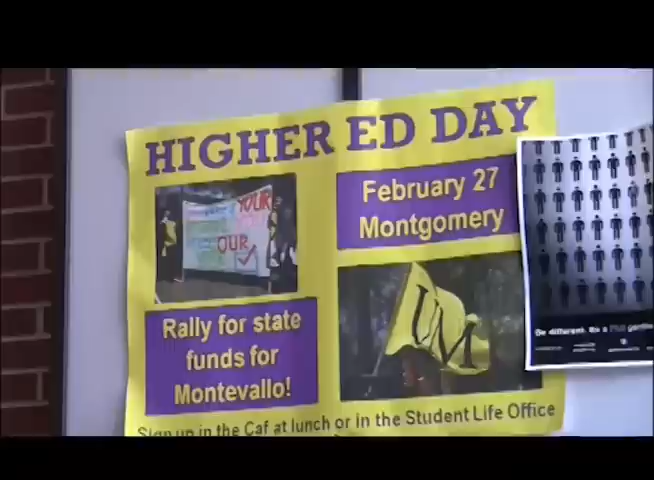 HIGHER ED DAY
February 27
Montgomery
YOUR
OUR
UM
Rally for state
funds for
Montevallo!
Sign up in the Caf at lunch or in the Student Life Office
Be different. Be a